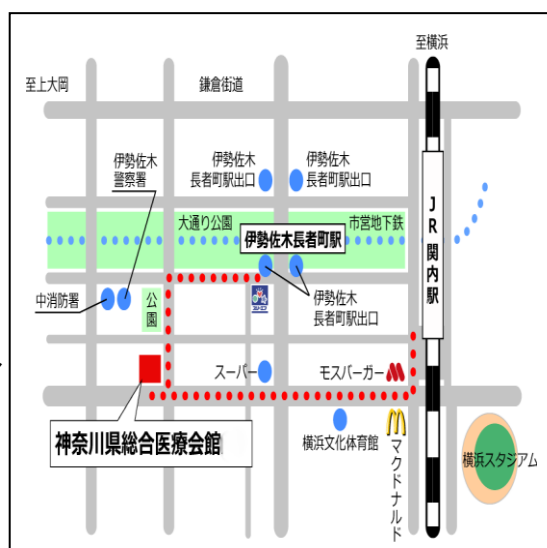 至横浜
至上大岡
鎌倉街道
伊勢佐木
警察署
伊勢佐木
長者町駅出口
伊勢佐木
長者町駅出口
JR関内駅
大通り公園
市営地下鉄
伊勢佐木長者町駅
中消防署
公園
伊勢佐木
長者町駅出口
スーパー
モスバーガー
神奈川県総合医療会館
横浜文化体育館
マクドナルド
横浜スタジアム